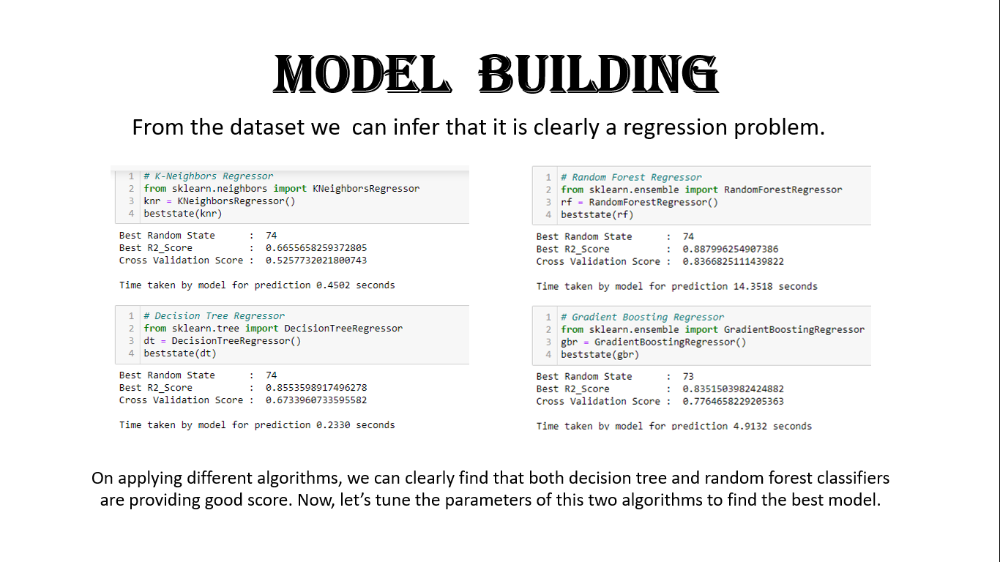 MODEL BUILDING
From the dataset we  can infer that it is clearly a regression problem.
1 # K-Neighbors Regressor
2 from sklearn.neighbors import KNeighborsRegressor
3 knr = KNeighborsRegressor()
4 beststate(knr)
Best Random State      :  74
Best R2_Score          :  0.6655658259372805
Cross Validation Score :  0.5257732021800743
Time taken by model for prediction 0.4502 seconds
1 # Decision Tree Regressor
2 from sklearn.tree import DecisionTreeRegressor
3 dt = DecisionTreeRegressor()
4 beststate(dt)
Best Random State      :  74
Best R2_Score          :  0.8553598917496278
Cross Validation Score :  0.6733960733595582
Time taken by model for prediction 0.2330 seconds
1 # Random Forest Regressor
2 from sklearn.ensemble import RandomForestRegressor
3 rf = RandomForestRegressor()
4 beststate(rf)
Best Random State      :  74
Best R2_Score          :  0.887996254907386
Cross Validation Score :  0.8366825111439822
Time taken by model for prediction 14.3518 seconds
1 # Gradient Boosting Regressor
2 from sklearn.ensemble import GradientBoostingRegressor
3 gbr = GradientBoostingRegressor()
4 beststate(gbr)
Best Random State      :  73
Best R2_Score          :  0.8351503982424882
Cross Validation Score :  0.7764658229205363
Time taken by model for prediction 4.9132 seconds
On applying different algorithms, we can clearly find that both decision tree and random forest classifiers
are providing good score. Now, let’s tune the parameters of this two algorithms to find the best model.